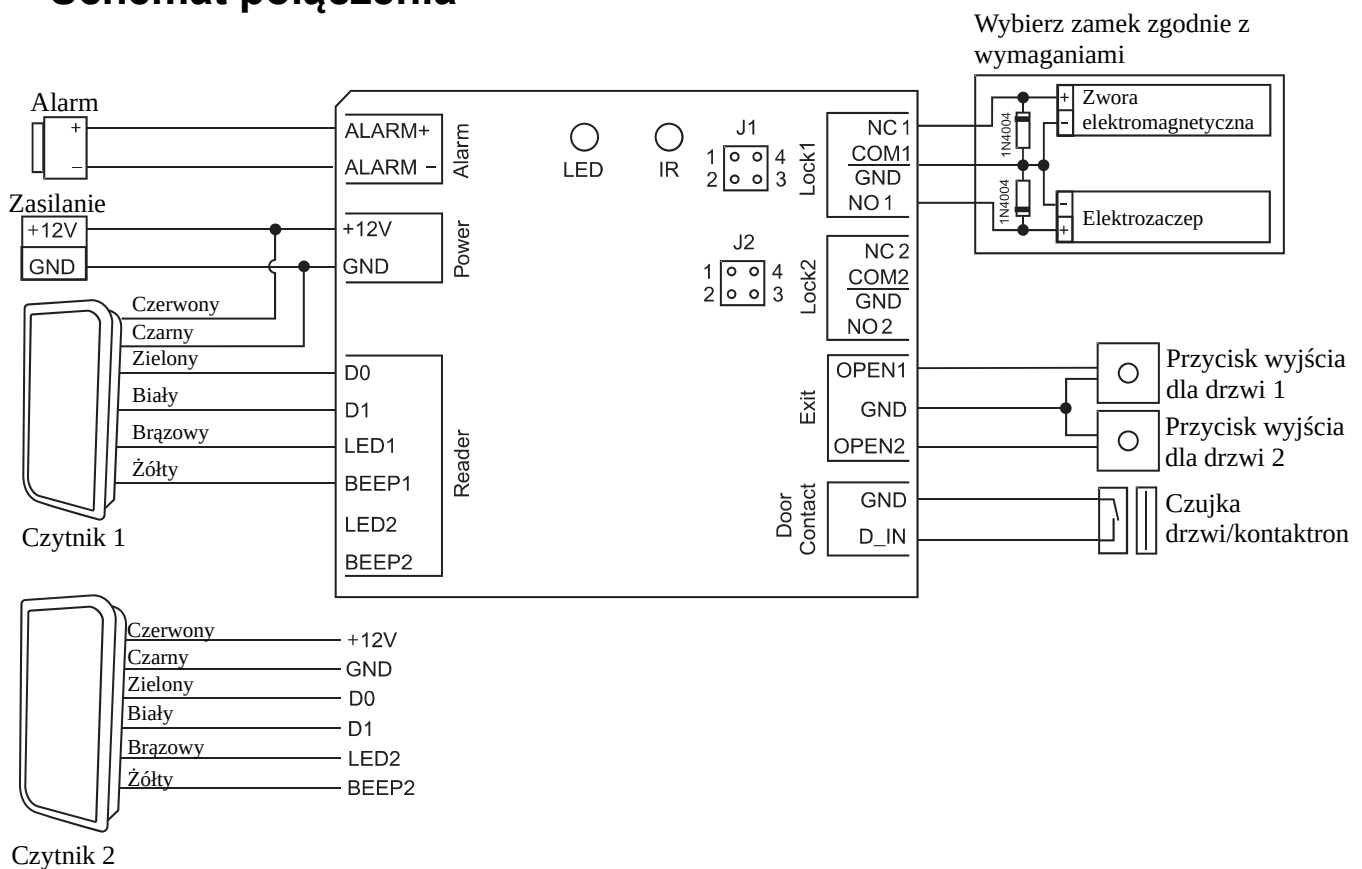 Schemat połączenia
Wybierz zamek zgodnie z
wymaganiami
Alarm
+
–
Zasilanie
+12V
GND
Czerwony
Czarny
Zielony
Biały
Brązowy
Żółty
Czytnik 1
ALARM+
ALARM –
Alarm
+12V
GND
Power
D0
D1
LED1
BEEP1
LED2
BEEP2
Reader
LED
IR
J1
1 4
2 3
J2
1 4
2 3
NC 1
COM1
GND
NO 1
Lock1
NC 2
COM2
GND
NO 2
Lock2
OPEN1
GND
OPEN2
Exit
GND
D_IN
Door
Contact
1N4004
1N4004
+ Zwora
- elektromagnetyczna
-
+
Elektrozaczep
Przycisk wyjścia
dla drzwi 1
Przycisk wyjścia
dla drzwi 2
Czujka
drzwi/kontaktron
Czerwony +12V
Czarny GND
Zielony D0
Biały D1
Brązowy LED2
Żółty BEEP2
Czytnik 2